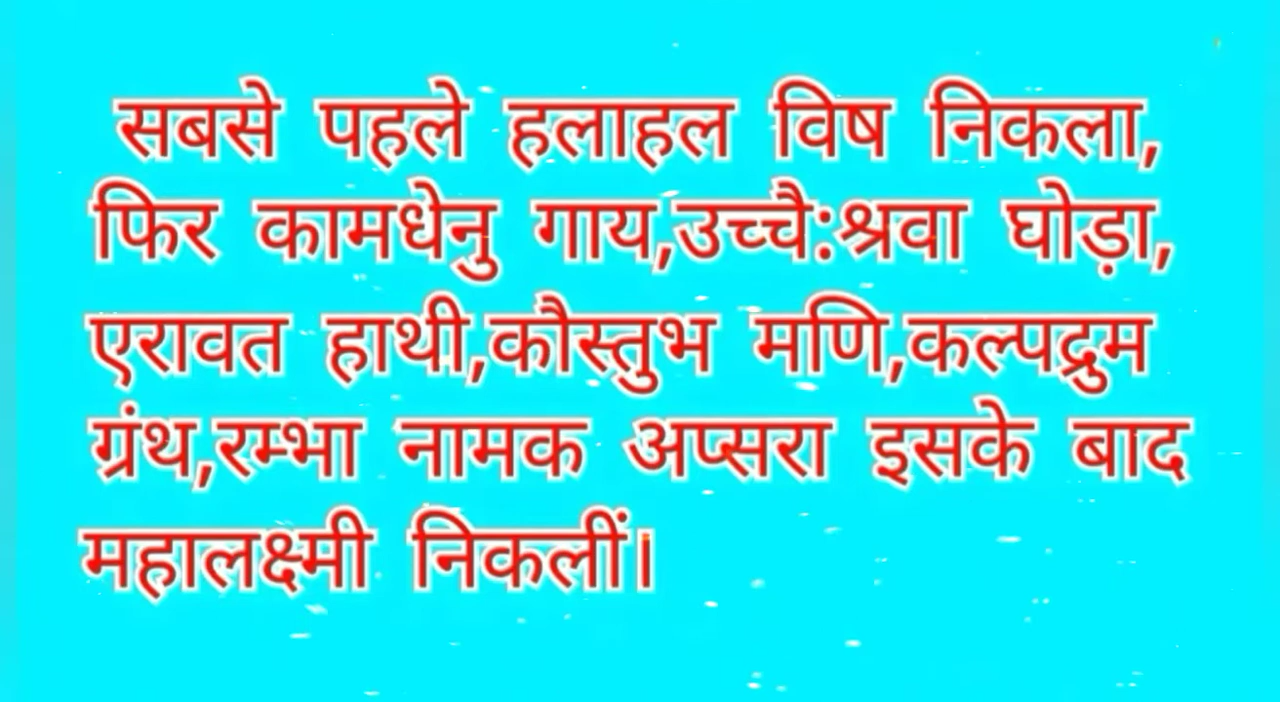 सबसे पहले हलाहल विष निकला,
फिर कामधेनु गाय,उच्चै:श्रवा घोड़ा,
एरावत हाथी,कौस्तुभ मणि,कल्पद्रुम
ग्रंथ,रम्भा नामक अप्सरा इसके बाद
महालक्ष्मी निकलीं।